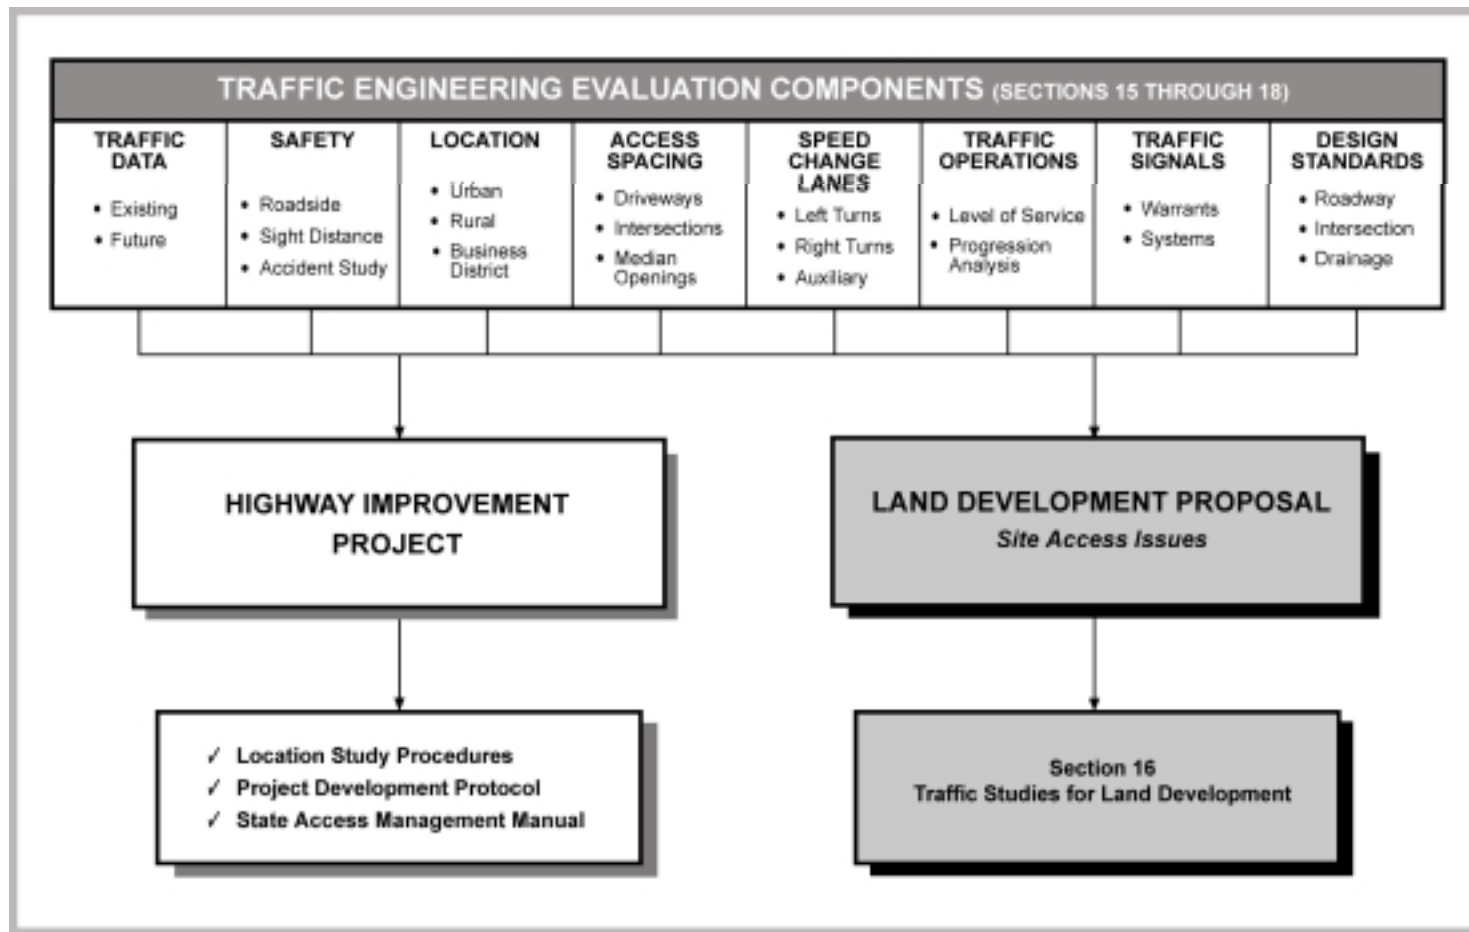 TRAFFIC ENGINEERING EVALUATION COMPONENTS (SECTIONS 15 THROUGH 18)
TRAFFIC
DATA
• Existing
• Future
SAFETY
• Roadside
• Sight Distance
• Accident Study
LOCATION
• Urban
• Rural
• Business
District
ACCESS
SPACING
• Driveways
• Intersections
• Median
Openings
SPEED
CHANGE
LANES
• Left Turns
• Right Turns
• Auxiliary
TRAFFIC
OPERATIONS
• Level of Service
• Progression
Analysis
TRAFFIC
SIGNALS
• Warrants
• Systems
DESIGN
STANDARDS
• Roadway
• Intersection
• Drainage
HIGHWAY IMPROVEMENT
PROJECT
LAND DEVELOPMENT PROPOSAL
Site Access Issues
✓ Location Study Procedures
✓ Project Development Protocol
✓ State Access Management Manual
Section 16
Traffic Studies for Land Development